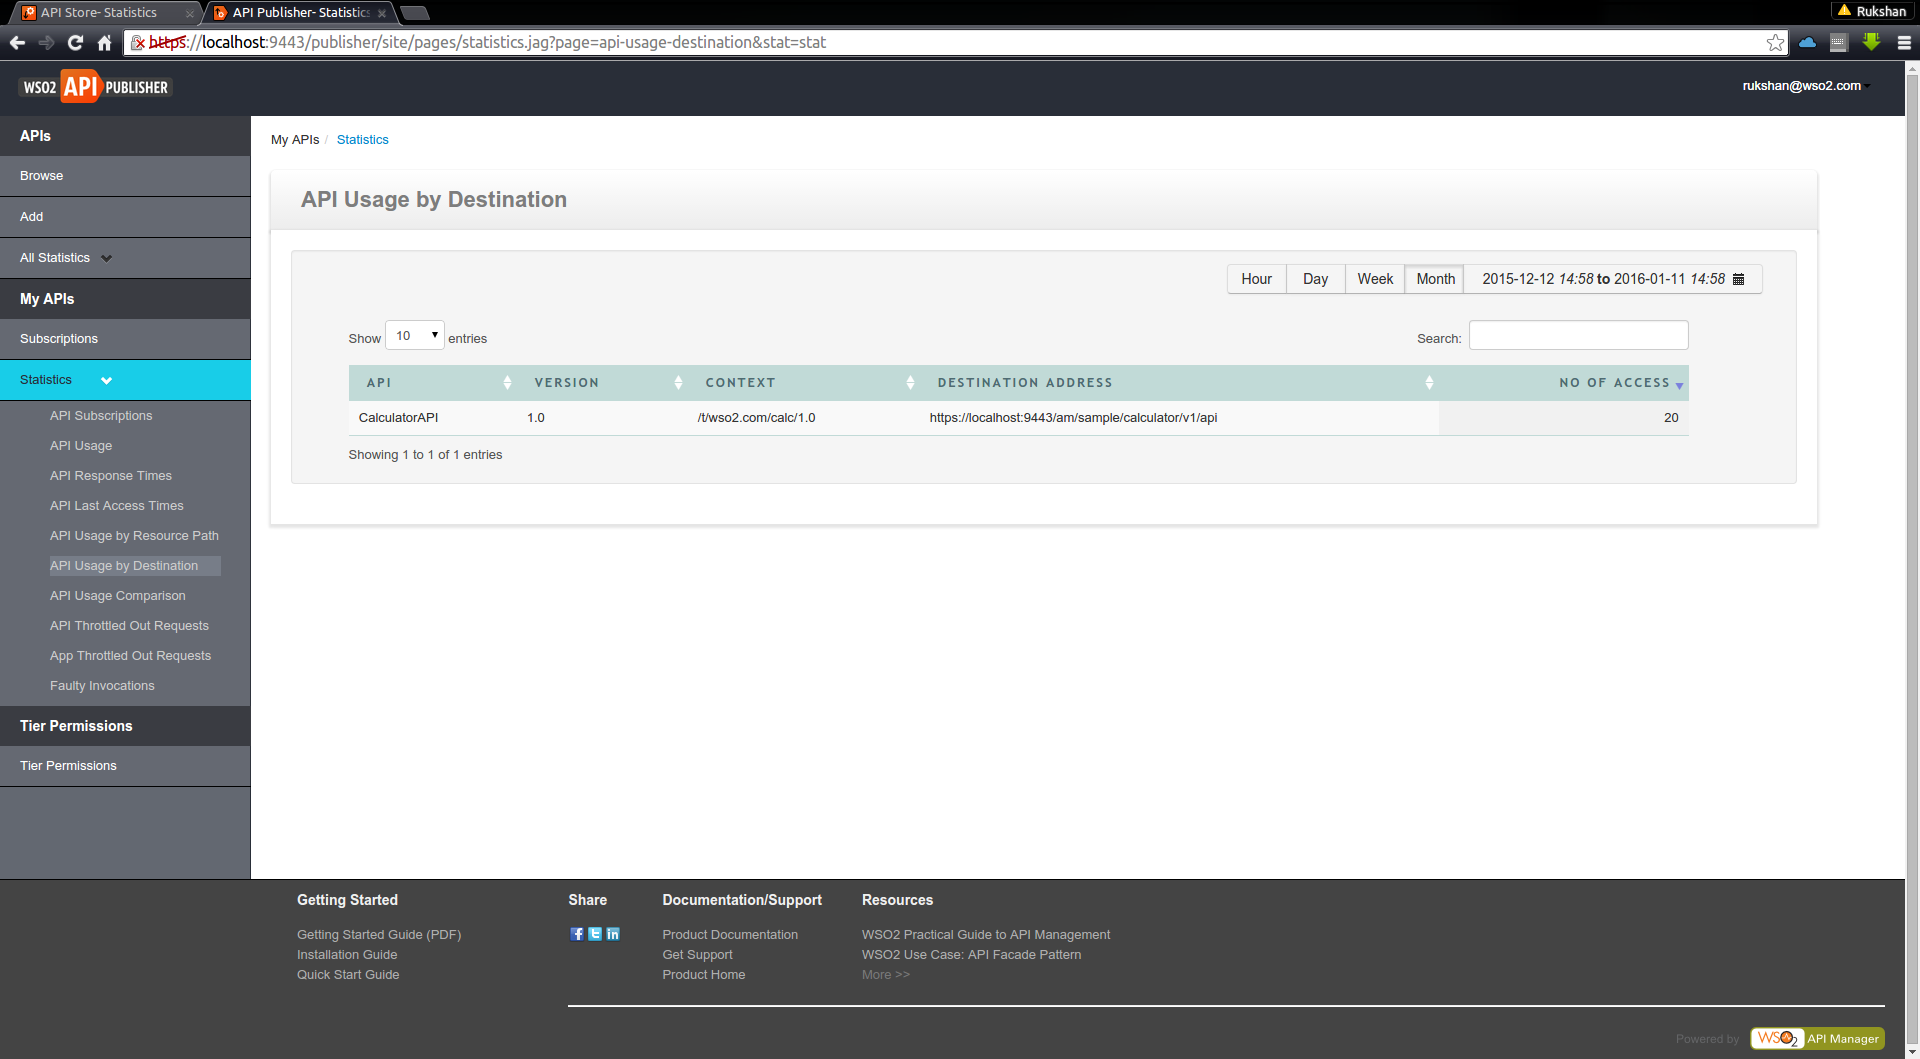 API Store- Statistics
API Publisher- Statistics
Rukshan
https://localhost:9443/publisher/site/pages/statistics.jag?page=api-usage-destination&stat=stat
WSO2 API PUBLISHER
rukshan@wso2.com
APIs
Browse
Add
All Statistics
My APIs
Subscriptions
Statistics
API Subscriptions
API Usage
API Response Times
API Last Access Times
API Usage by Resource Path
API Usage by Destination
API Usage Comparison
API Throttled Out Requests
App Throttled Out Requests
Faulty Invocations
Tier Permissions
Tier Permissions
My APIs / Statistics
API Usage by Destination
Hour Day Week Month 2015-12-12 14:58 to 2016-01-11 14:58
Show 10 entries
Search:
API VERSION CONTEXT DESTINATION ADDRESS NO OF ACCESS
CalculatorAPI 1.0 /t/wso2.com/calc/1.0 https://localhost:9443/am/sample/calculator/v1/api 20
Showing 1 to 1 of 1 entries
Getting Started
Getting Started Guide (PDF)
Installation Guide
Quick Start Guide
Share
Documentation/Support
Product Documentation
Get Support
Product Home
Resources
WSO2 Practical Guide to API Management
WSO2 Use Case: API Facade Pattern
More >>
Powered by WSO2 API Manager